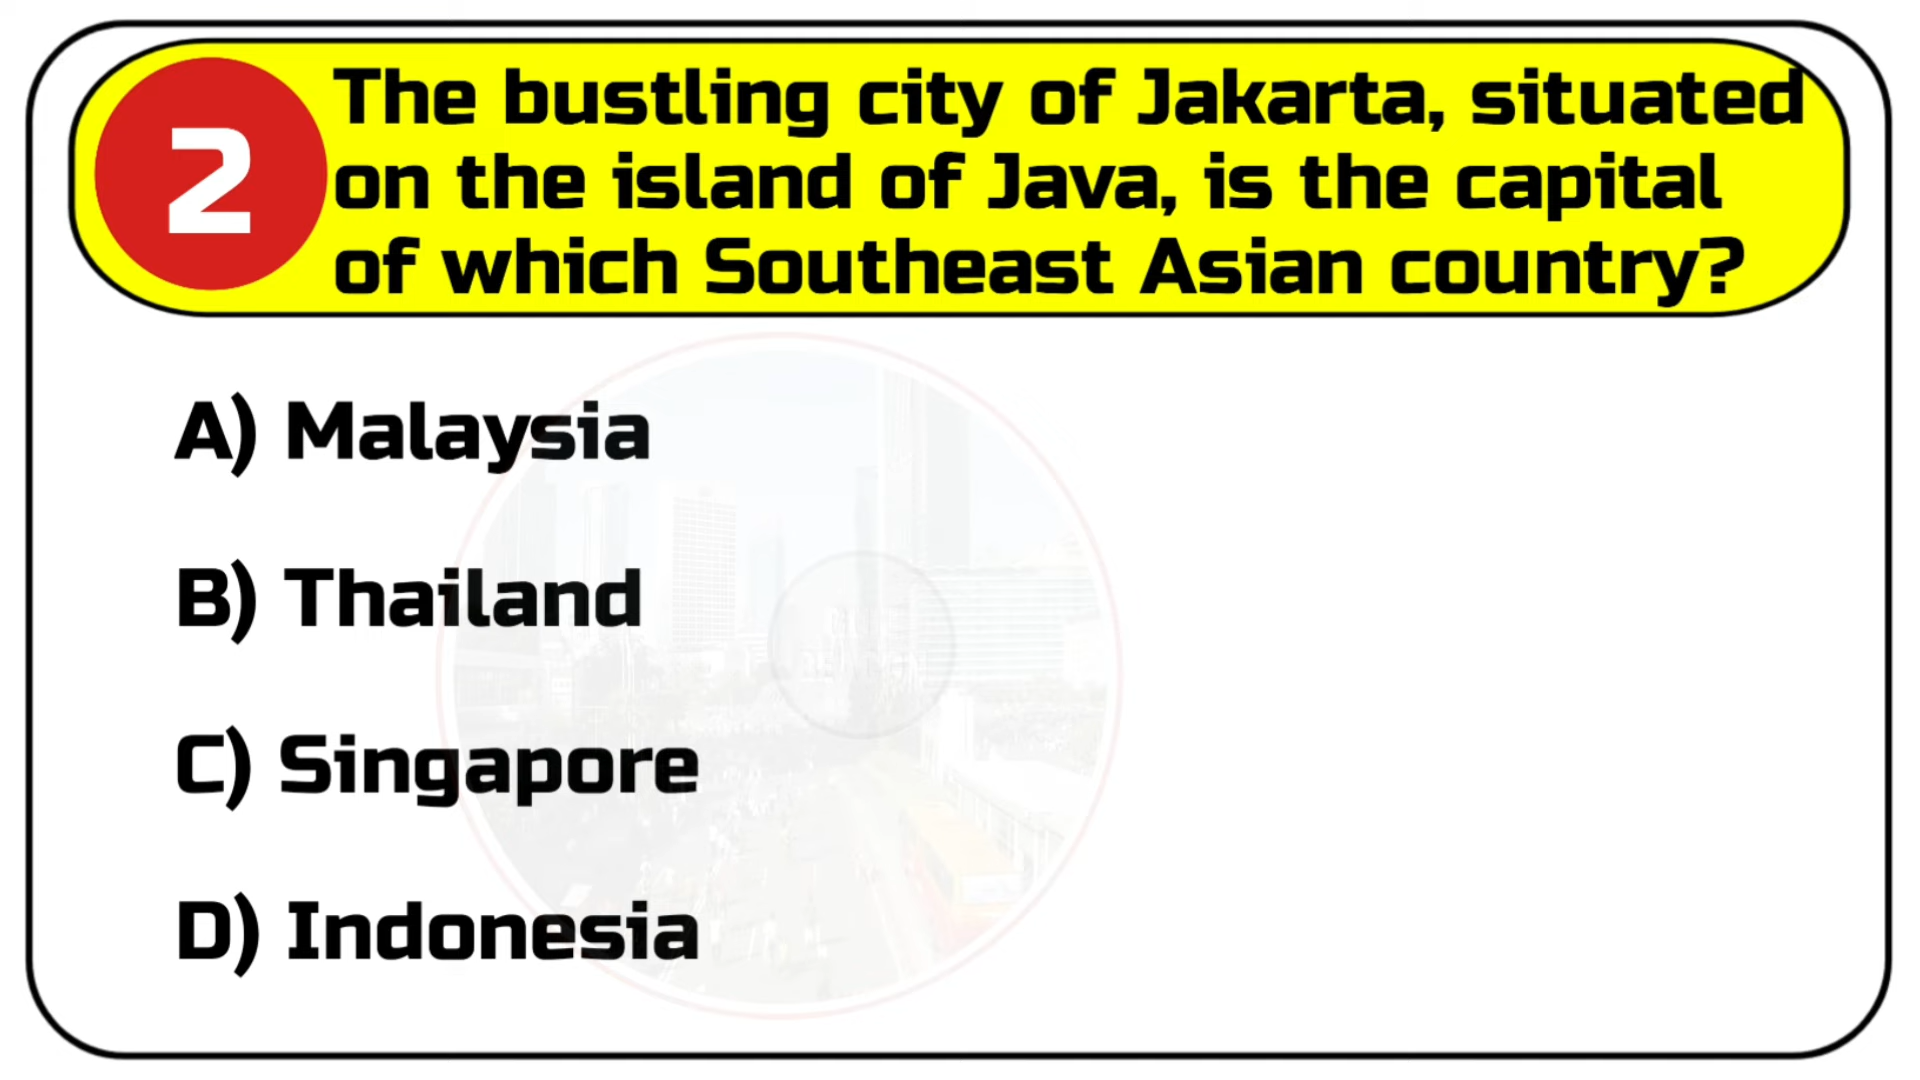 2
The bustling city of Jakarta, situated
on the island of Java, is the capital
of which Southeast Asian country?
A) Malaysia
B) Thailand
C) Singapore
D) Indonesia